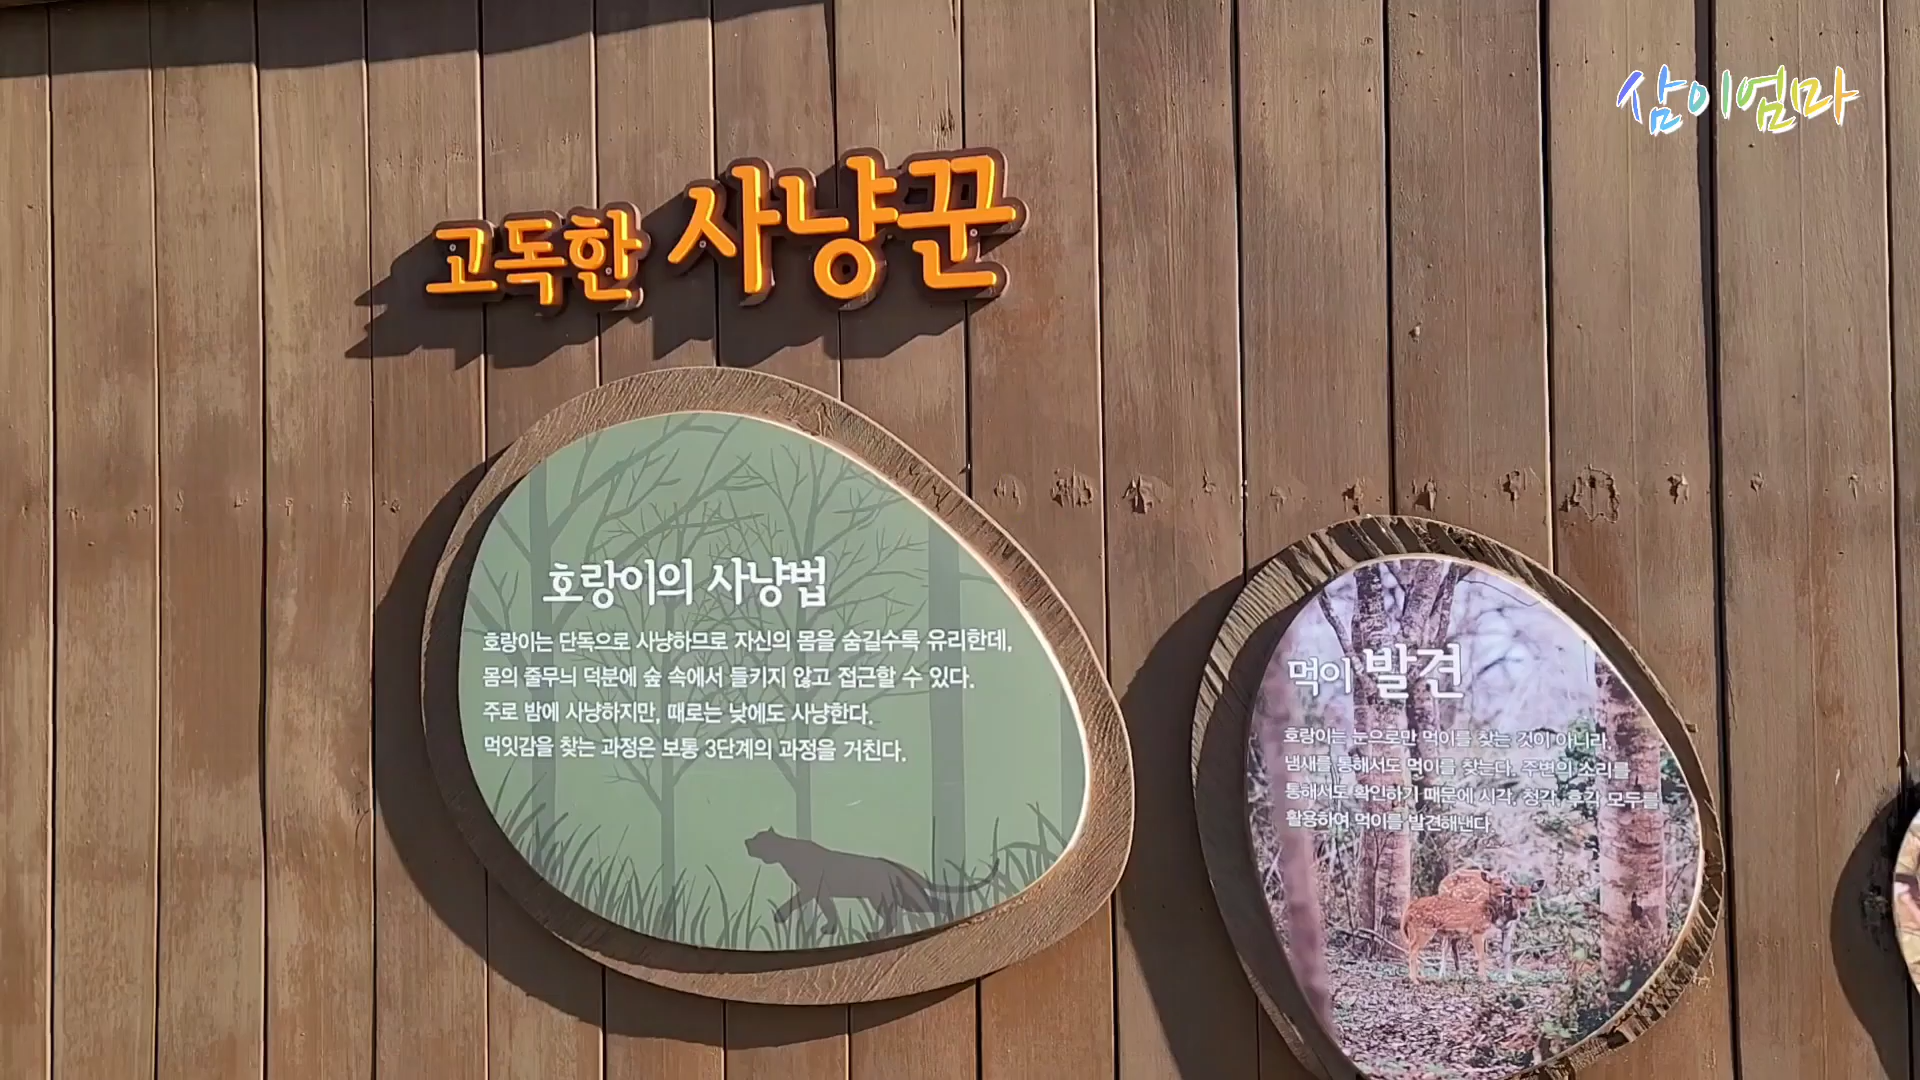 삼이엄마
고독한 사냥꾼
호랑이의 사냥법
호랑이는 단독으로 사냥하므로 자신의 몸을 숨길수록 유리한데,
몸의 줄무늬 덕분에 숲 속에서 들키지 않고 접근할 수 있다.
주로 밤에 사냥하지만, 때로는 낮에도 사냥한다.
먹잇감을 찾는 과정은 보통 3단계의 과정을 거친다.
먹이 발견
호랑이는 눈으로만 먹이를 찾는 것이 아니라,
냄새를 통해서도 먹이를 찾는다. 주변의 소리를
통해서도 확인하기 때문에 시각, 청각, 후각 모두를
활용하여 먹이를 발견해낸다.